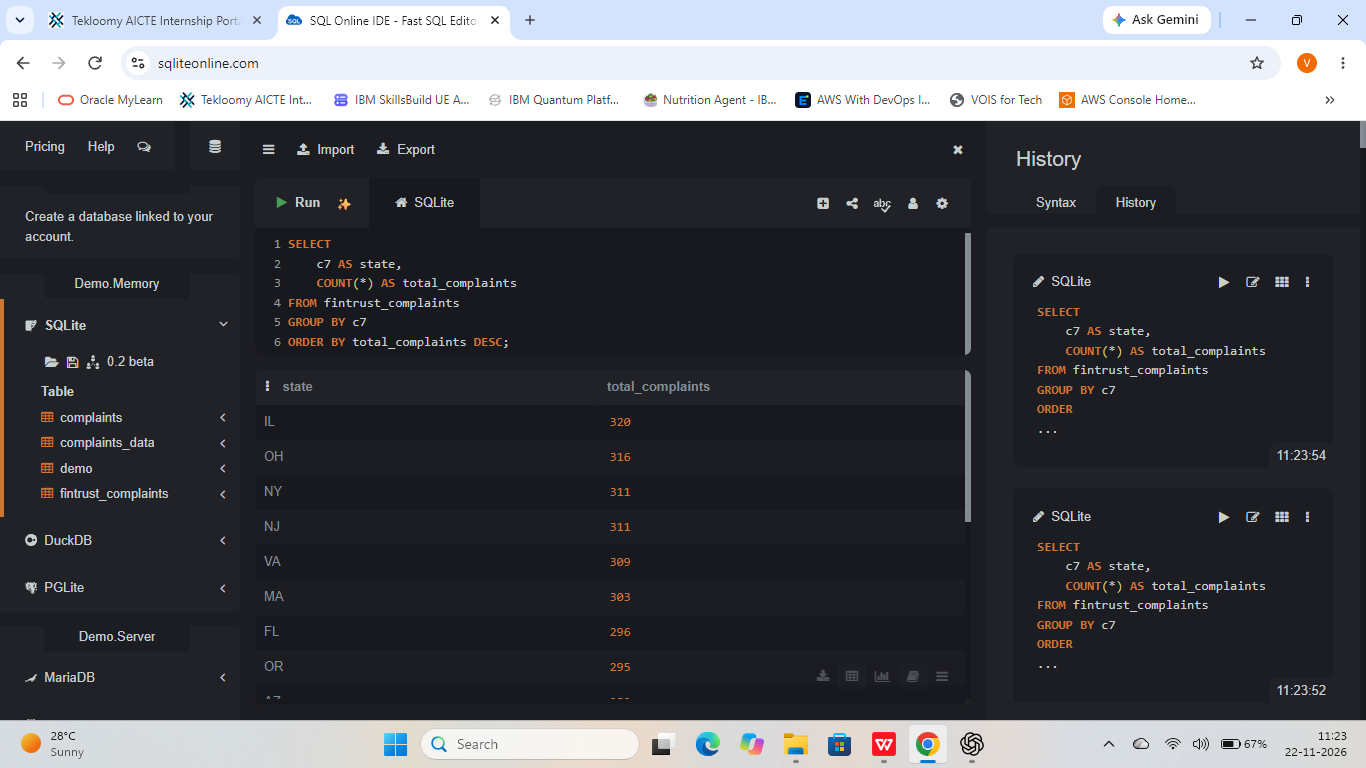 Tekloomy AICTE Internship Porta
SQL Online IDE - Fast SQL Editor
Ask Gemini
sqliteonline.com
V
Oracle MyLearn
Tekloomy AICTE Int...
IBM SkillsBuild UE A...
IBM Quantum Platf...
Nutrition Agent - IB...
AWS With DevOps I...
VOIS for Tech
AWS Console Home...
Pricing
Help
Import
Export
History
Create a database linked to your
account.
Run
SQLite
abc
Syntax
History
Demo.Memory
SQLite
0.2 beta
Table
complaints
complaints_data
demo
fintrust_complaints
DuckDB
PGLite
Demo.Server
MariaDB
1 SELECT
2 c7 AS state,
3 COUNT(*) AS total_complaints
4 FROM fintrust_complaints
5 GROUP BY c7
6 ORDER BY total_complaints DESC;
state total_complaints
IL 320
OH 316
NY 311
NJ 311
VA 309
MA 303
FL 296
OR 295
SQLite
SELECT
c7 AS state,
COUNT(*) AS total_complaints
FROM fintrust_complaints
GROUP BY c7
ORDER
...
11:23:54
SQLite
SELECT
c7 AS state,
COUNT(*) AS total_complaints
FROM fintrust_complaints
GROUP BY c7
ORDER
...
11:23:52
28°C
Sunny
Search
67%
11:23
22-11-2026